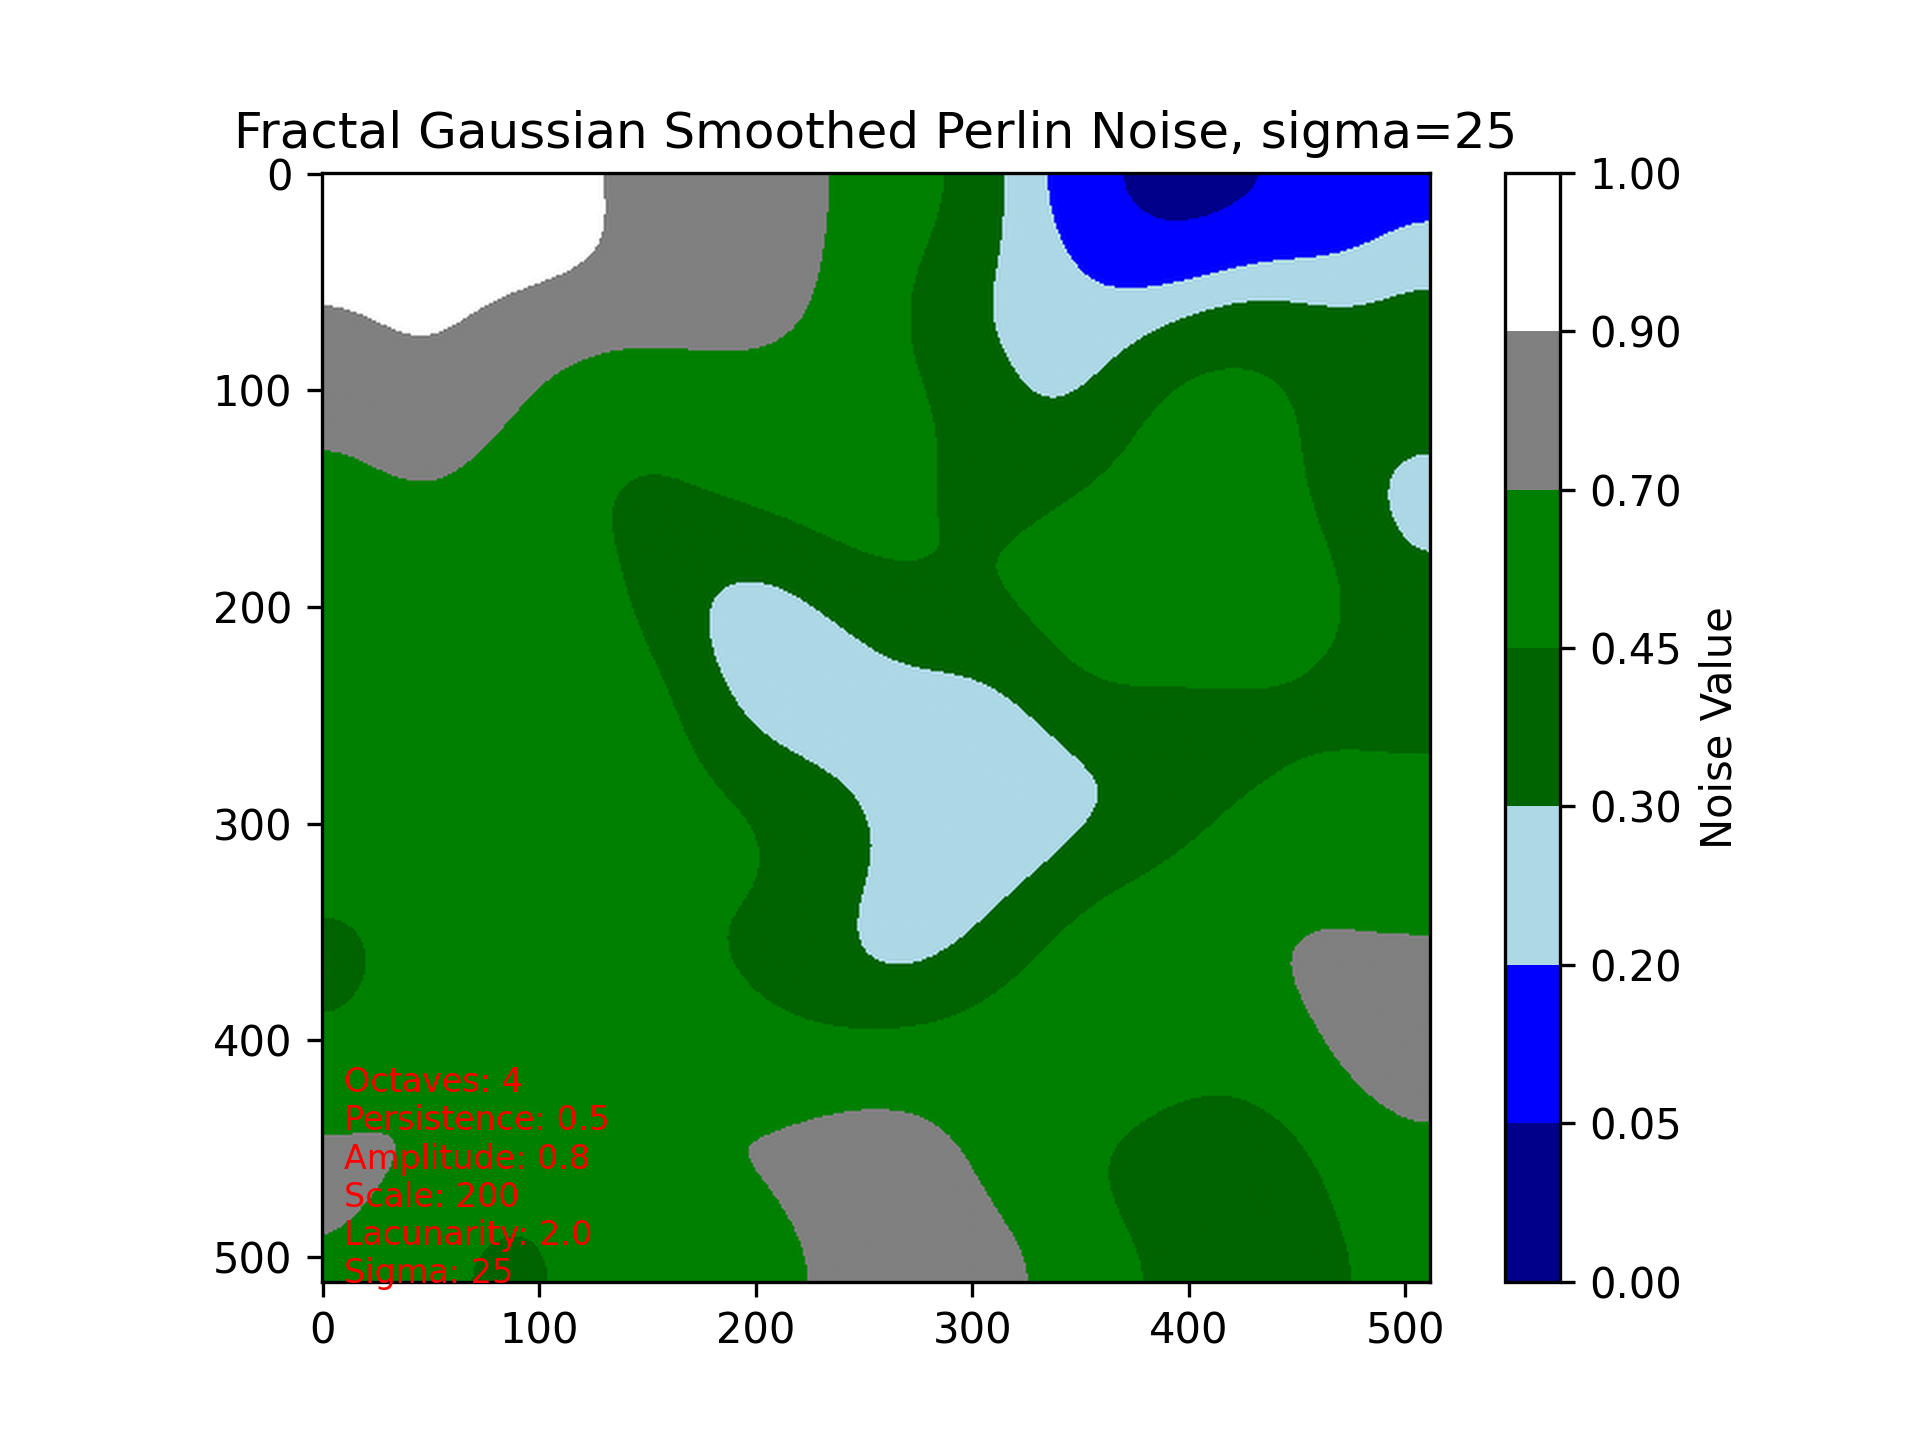 Fractal Gaussian Smoothed Perlin Noise, sigma=25
0
100
200
300
400
500
Octaves: 4
Persistence: 0.5
Amplitude: 0.8
Scale: 200
Lacunarity: 2.0
Sigma: 25
0 100 200 300 400 500
1.00
0.90
0.70
0.45
0.30
0.20
0.05
0.00
Noise Value